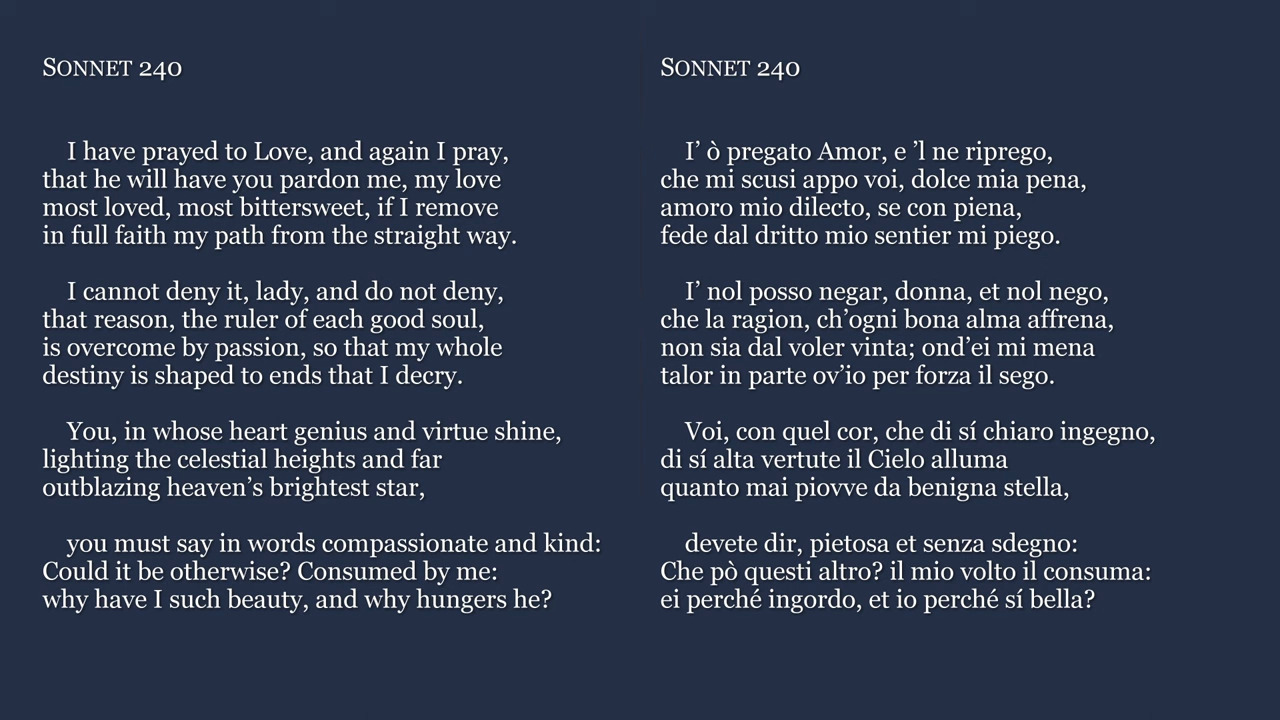 SONNET 240
I have prayed to Love, and again I pray,
that he will have you pardon me, my love
most loved, most bittersweet, if I remove
in full faith my path from the straight way.
I cannot deny it, lady, and do not deny,
that reason, the ruler of each good soul,
is overcome by passion, so that my whole
destiny is shaped to ends that I decry.
You, in whose heart genius and virtue shine,
lighting the celestial heights and far
outblazing heaven’s brightest star,
you must say in words compassionate and kind:
Could it be otherwise? Consumed by me:
why have I such beauty, and why hungers he?
SONNET 240
I’ ò pregato Amor, e ’l ne riprego,
che mi scusi appo voi, dolce mia pena,
amoro mio dilecto, se con piena,
fede dal dritto mio sentier mi piego.
I’ nol posso negar, donna, et nol nego,
che la ragion, ch’ogni bona alma affrena,
non sia dal voler vinta; ond’ei mi mena
talor in parte ov’io per forza il sego.
Voi, con quel cor, che di sí chiaro ingegno,
di sí alta vertute il Cielo alluma
quanto mai piovve da benigna stella,
devete dir, pietosa et senza sdegno:
Che pò questi altro? il mio volto il consuma:
ei perché ingordo, et io perché sí bella?